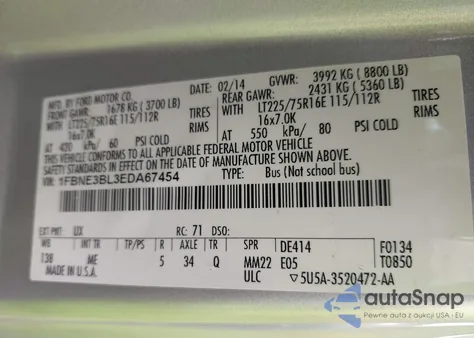 MFD. BY FORD MOTOR CO.
DATE: 02/14 GVWR: 3992 KG (8800 LB)
FRONT GAWR: 1678 KG (3700 LB) REAR GAWR: 2431 KG (5360 LB)
WITH LT225/75R16E 115/112R TIRES WITH LT225/75R16E 115/112R TIRES
16x7.0K RIMS 16x7.0K RIMS
AT 420 kPa/ 60 PSI COLD AT 550 kPa/ 80 PSI COLD
THIS VEHICLE CONFORMS TO ALL APPLICABLE FEDERAL MOTOR VEHICLE
SAFETY STANDARDS IN EFFECT ON THE DATE OF MANUFACTURE SHOWN ABOVE.
VIN: 1FBNE3BL3EDA67454 TYPE: Bus (Not school bus)
EXT PNT: UX RC: 71 DSO:
WB INT TR TP/PS R AXLE TR SPR DE414 F0134
138 ME 5 34 Q MM22 E05 T0850
MADE IN U.S.A. ULC 5U5A-3520472-AA
autoSnap
Pewne auta z aukcji USA - EU